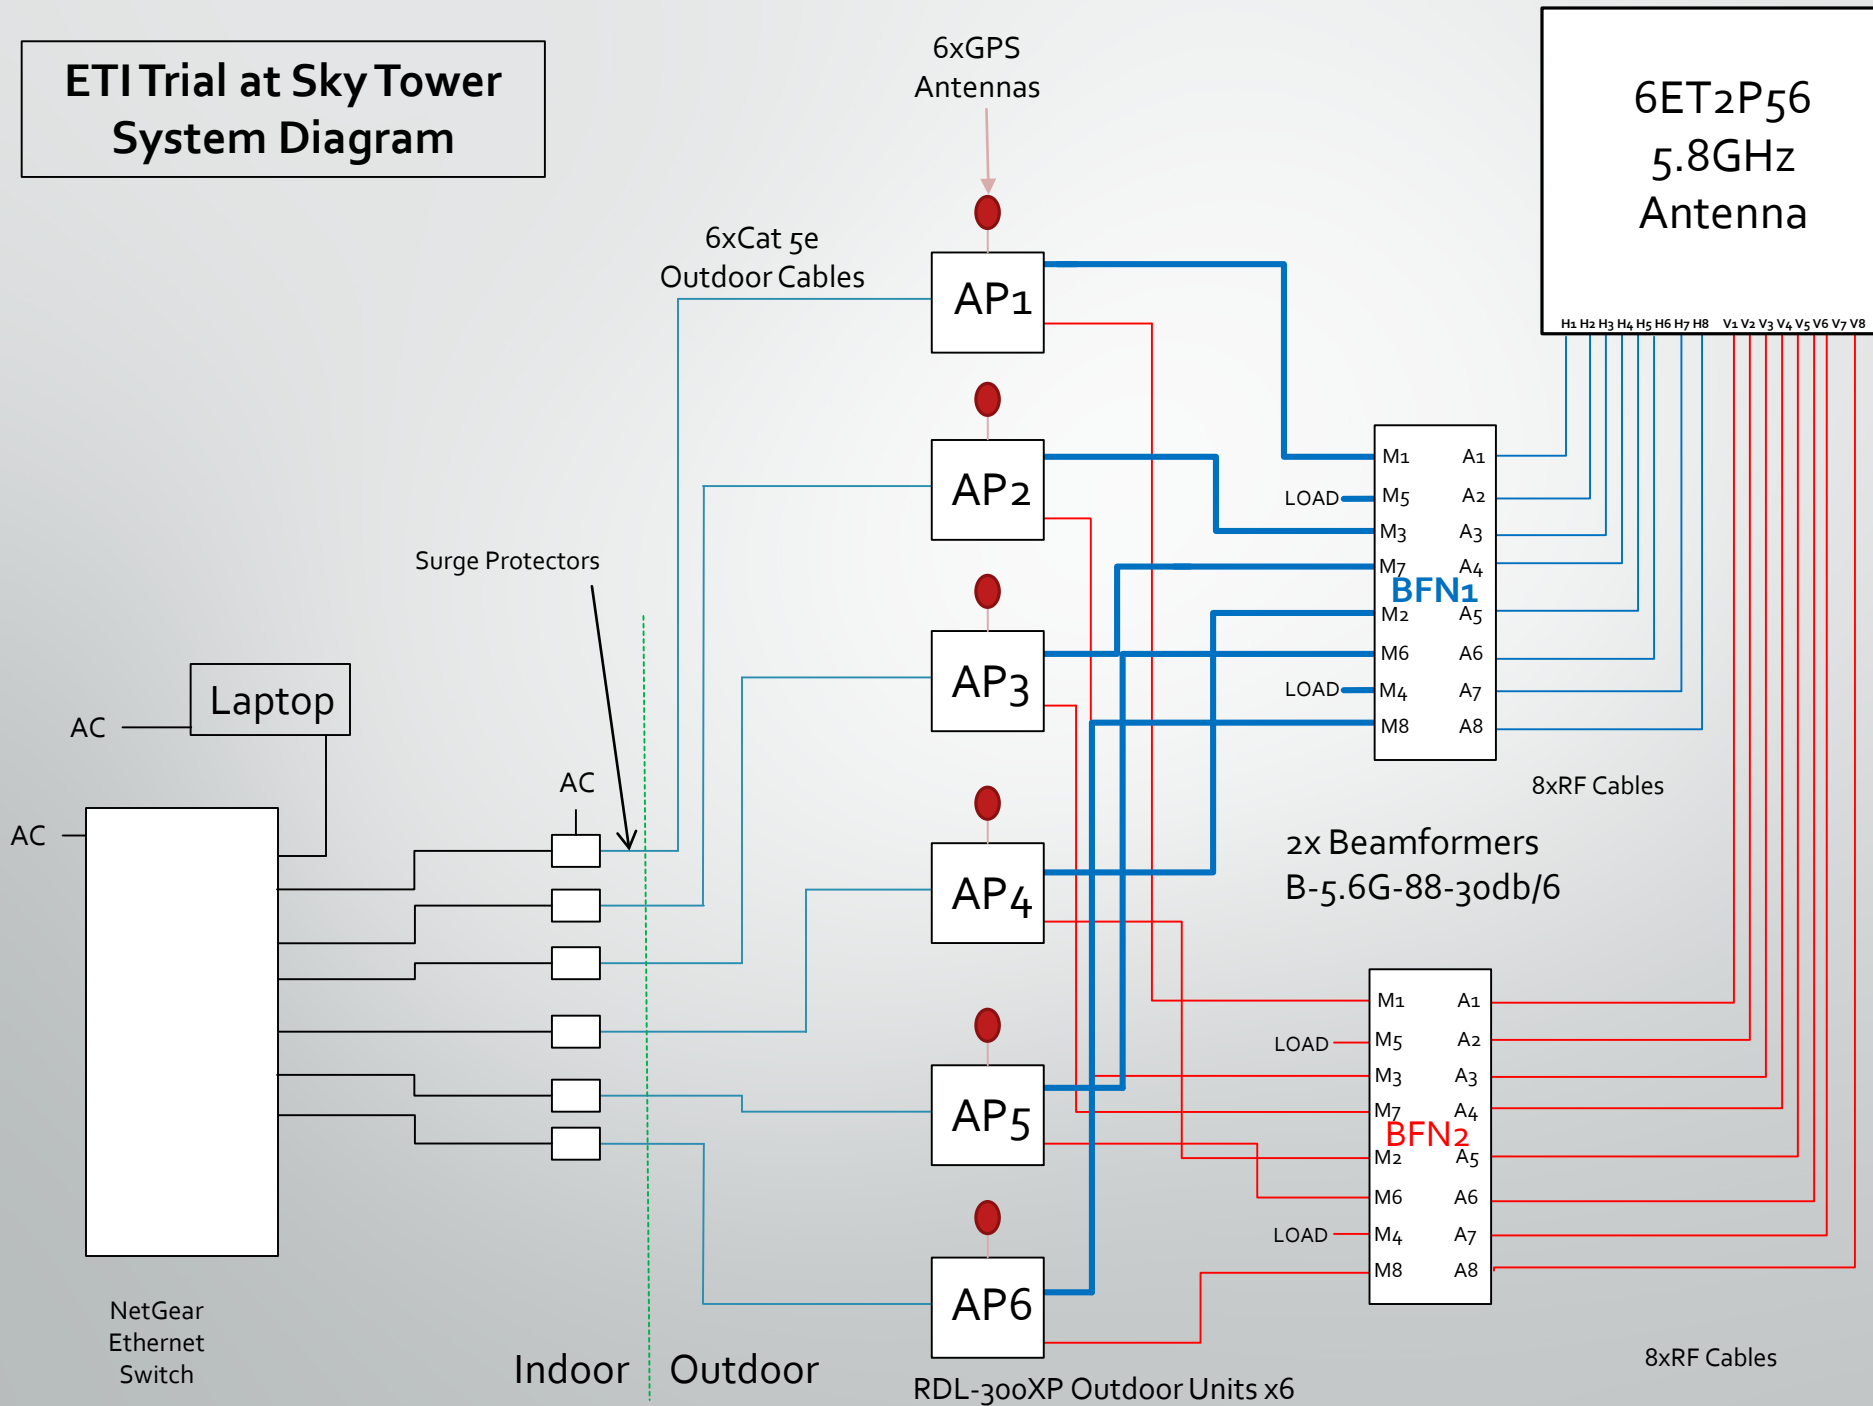 ETI Trial at Sky Tower
System Diagram
6xGPS
Antennas
6ET2P56
5.8GHz
Antenna
H1 H2 H3 H4 H5 H6 H7 H8 V1 V2 V3 V4 V5 V6 V7 V8
6xCat 5e
Outdoor Cables
AP1
AP2
AP3
AP4
AP5
AP6
Surge Protectors
Laptop
AC
AC
AC
NetGear
Ethernet
Switch
Indoor
Outdoor
RDL-300XP Outdoor Units x6
M1 A1
LOAD M5 A2
M3 A3
M7 A4
BFN1
M2 A5
M6 A6
LOAD M4 A7
M8 A8
8xRF Cables
2x Beamformers
B-5.6G-88-30db/6
M1 A1
LOAD M5 A2
M3 A3
M7 A4
BFN2
M2 A5
M6 A6
LOAD M4 A7
M8 A8
8xRF Cables